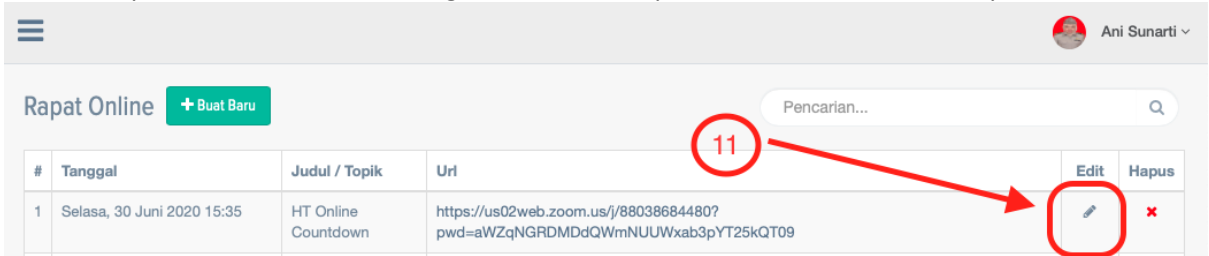 Ani Sunarti
Rapat Online + Buat Baru Pencarian...
11
# Tanggal Judul / Topik Url Edit Hapus
1 Selasa, 30 Juni 2020 15:35 HT Online https://us02web.zoom.us/j/88038684480?
Countdown pwd=aWZqNGRDMDdQWmNUUWxab3pYT25kQT09